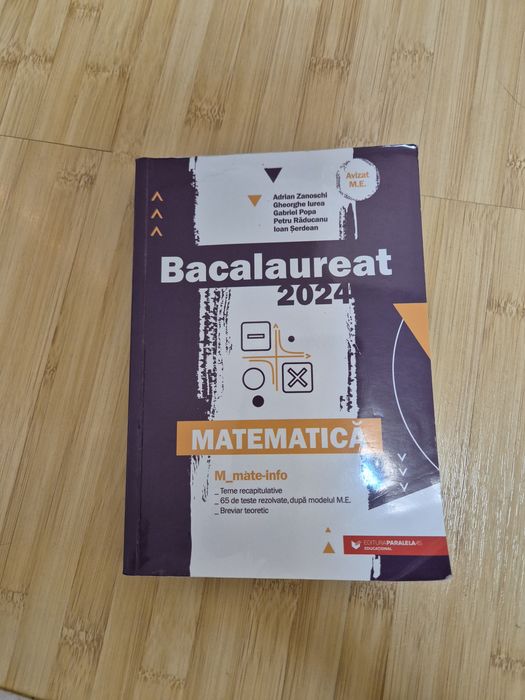 Adrian Zanoschi
Gheorghe Iurea
Gabriel Popa
Petru Răducanu
Ioan Șerdean
Avizat
M.E.
Bacalaureat
2024
MATEMATICĂ
M_mate-info
_ Teme recapitulative
_ 65 de teste rezolvate, după modelul M.E.
_ Breviar teoretic
EDITURA PARALELA 45
EDUCAȚIONAL